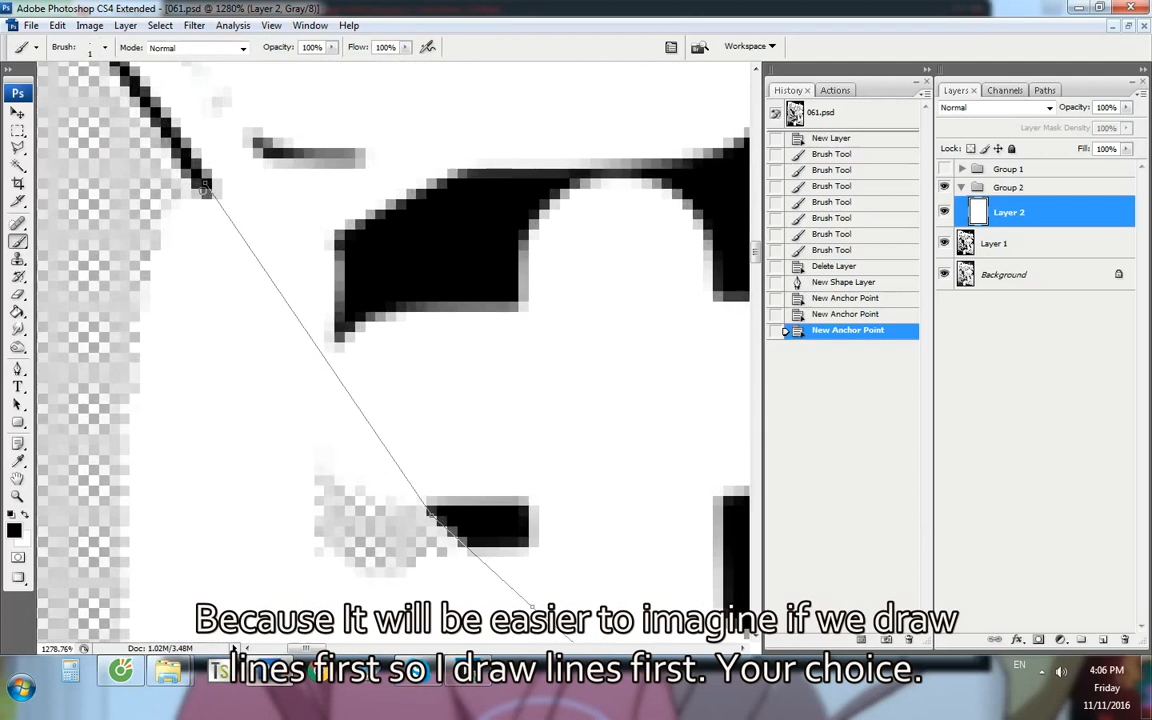 Adobe Photoshop CS4 Extended - [061.psd @ 1280% (Layer 2, Gray/8)]
File Edit Image Layer Select Filter Analysis View Window Help
Brush: 1 Mode: Normal Opacity: 100% Flow: 100% Workspace
Ps
T
History Actions
061.psd
New Layer
Brush Tool
Brush Tool
Brush Tool
Brush Tool
Brush Tool
Brush Tool
Brush Tool
Delete Layer
New Shape Layer
New Anchor Point
New Anchor Point
New Anchor Point
Layers Channels Paths
Normal Opacity: 100%
Layer Mask Density: 100%
Lock: Fill: 100%
Group 1
Group 2
Layer 2
Layer 1
Background
1278.76% Doc: 1.02M/3.48M
Because It will be easier to imagine if we draw
lines first so I draw lines first. Your choice.
Ts
EN
4:06 PM
Friday
11/11/2016